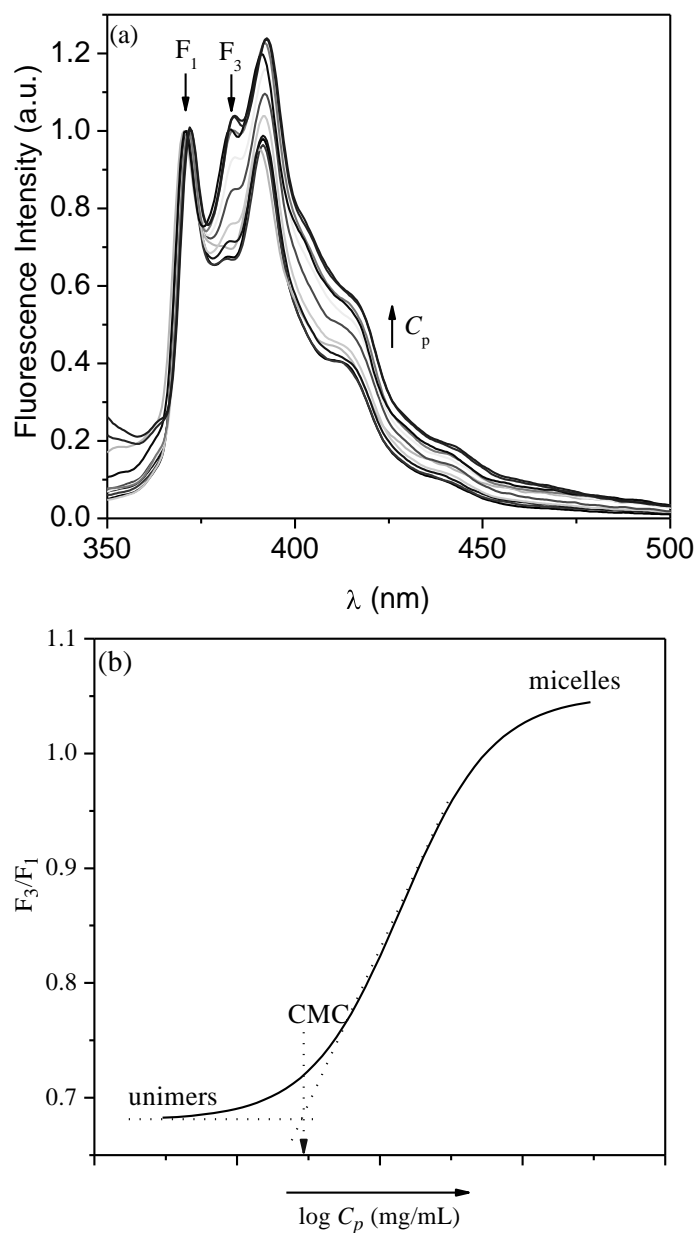 (a)
F1 F3
1.2
1.0
0.8
0.6
0.4
0.2
0.0
Fluorescence Intensity (a.u.)
Cp
350 400 450 500
λ (nm)
(b)
1.1
1.0
0.9
0.8
0.7
F3/F1
micelles
CMC
unimers
log Cp (mg/mL)